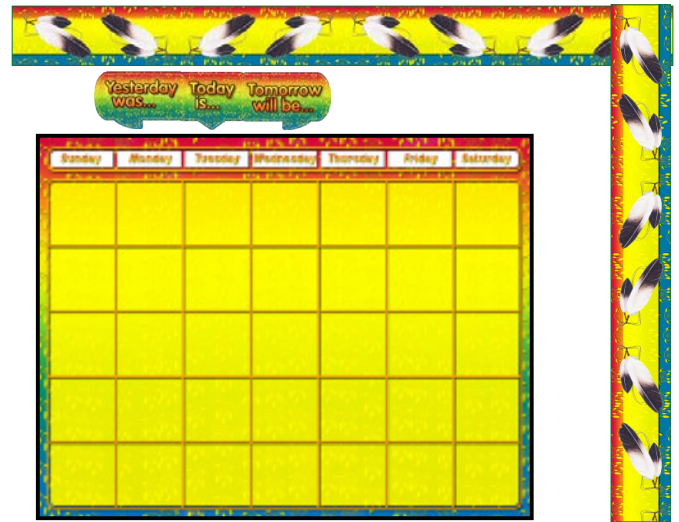 Yesterday Today Tomorrow
was... is... will be...
Sunday Monday Tuesday Wednesday Thursday Friday Saturday